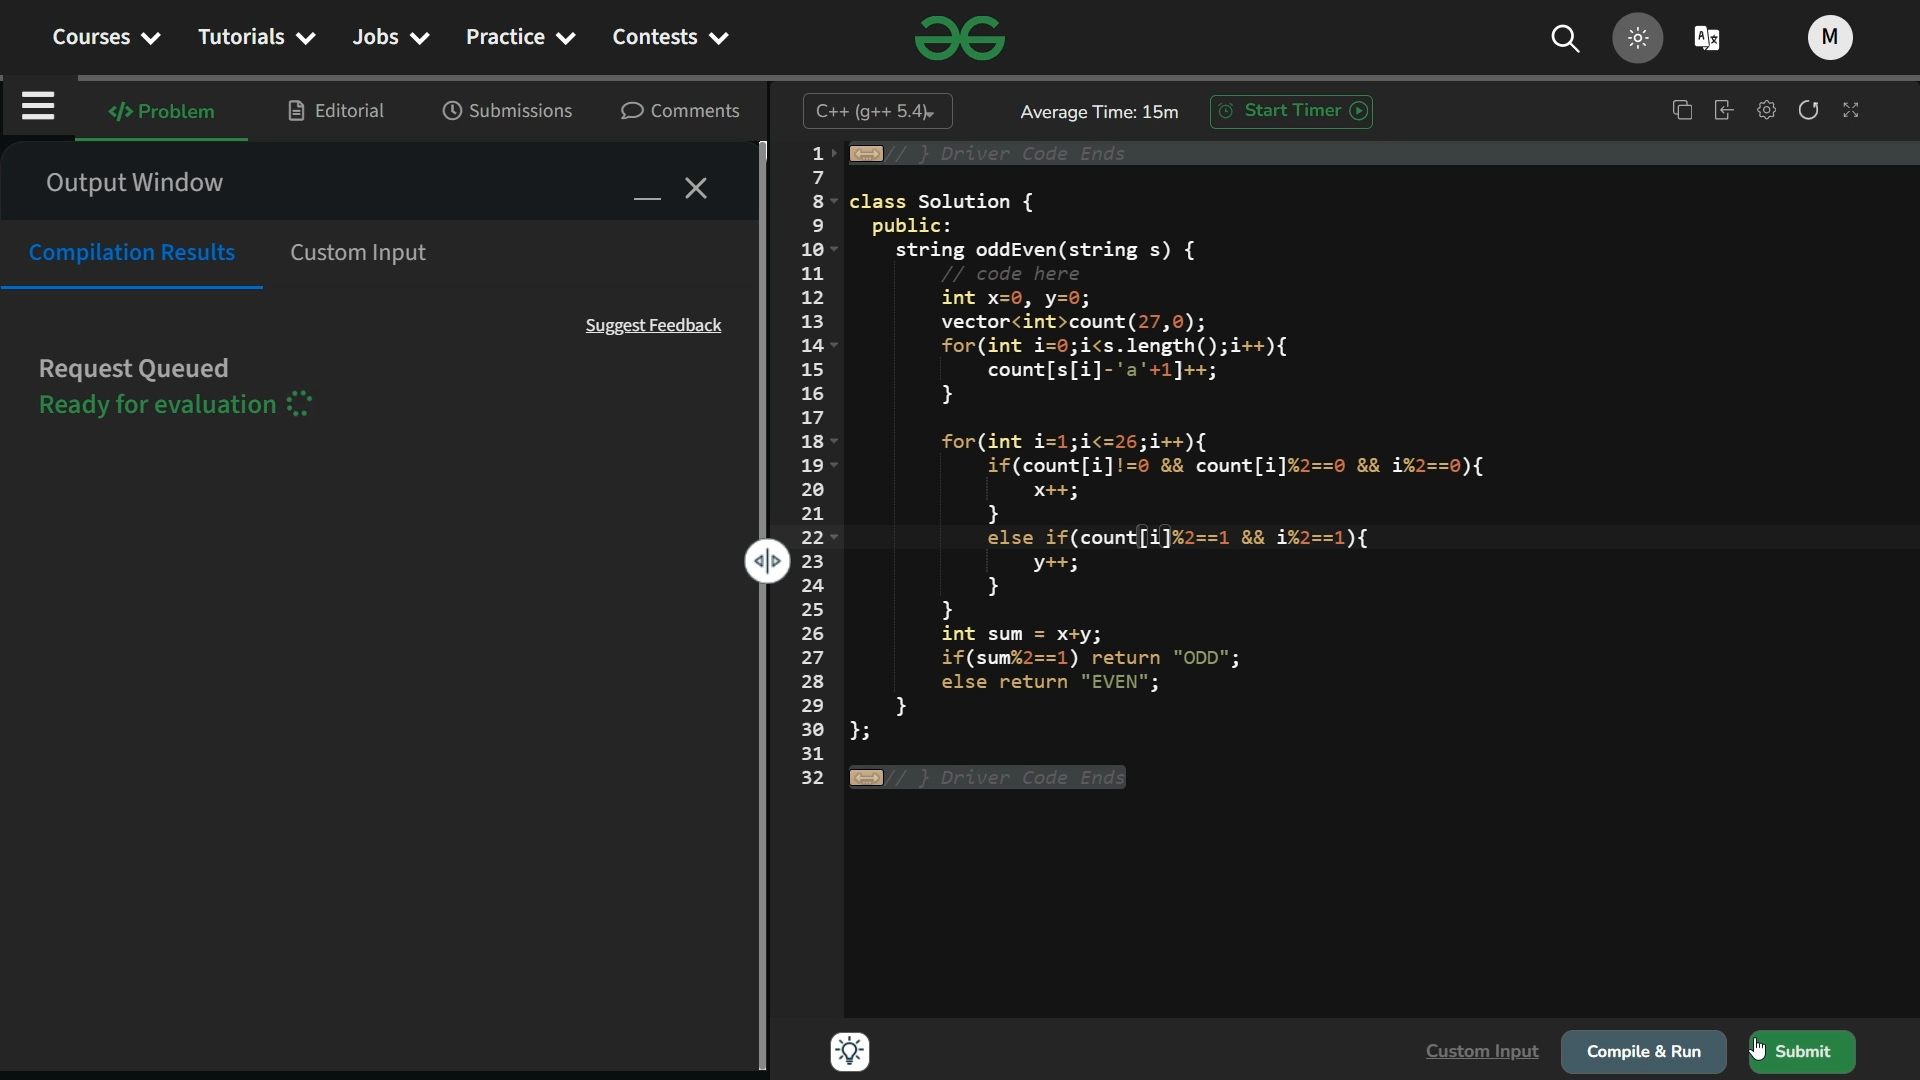 Courses Tutorials Jobs Practice Contests M
</> Problem Editorial Submissions Comments
Output Window
Compilation Results Custom Input
Suggest Feedback
Request Queued
Ready for evaluation
C++ (g++ 5.4) Average Time: 15m Start Timer
1 // } Driver Code Ends
7
8 class Solution {
9 public:
10 string oddEven(string s) {
11 // code here
12 int x=0, y=0;
13 vector<int>count(27,0);
14 for(int i=0;i<s.length();i++){
15 count[s[i]-'a'+1]++;
16 }
17
18 for(int i=1;i<=26;i++){
19 if(count[i]!=0 && count[i]%2==0 && i%2==0){
20 x++;
21 }
22 else if(count[i]%2==1 && i%2==1){
23 y++;
24 }
25 }
26 int sum = x+y;
27 if(sum%2==1) return "ODD";
28 else return "EVEN";
29 }
30 };
31
32 // } Driver Code Ends
Custom Input Compile & Run Submit